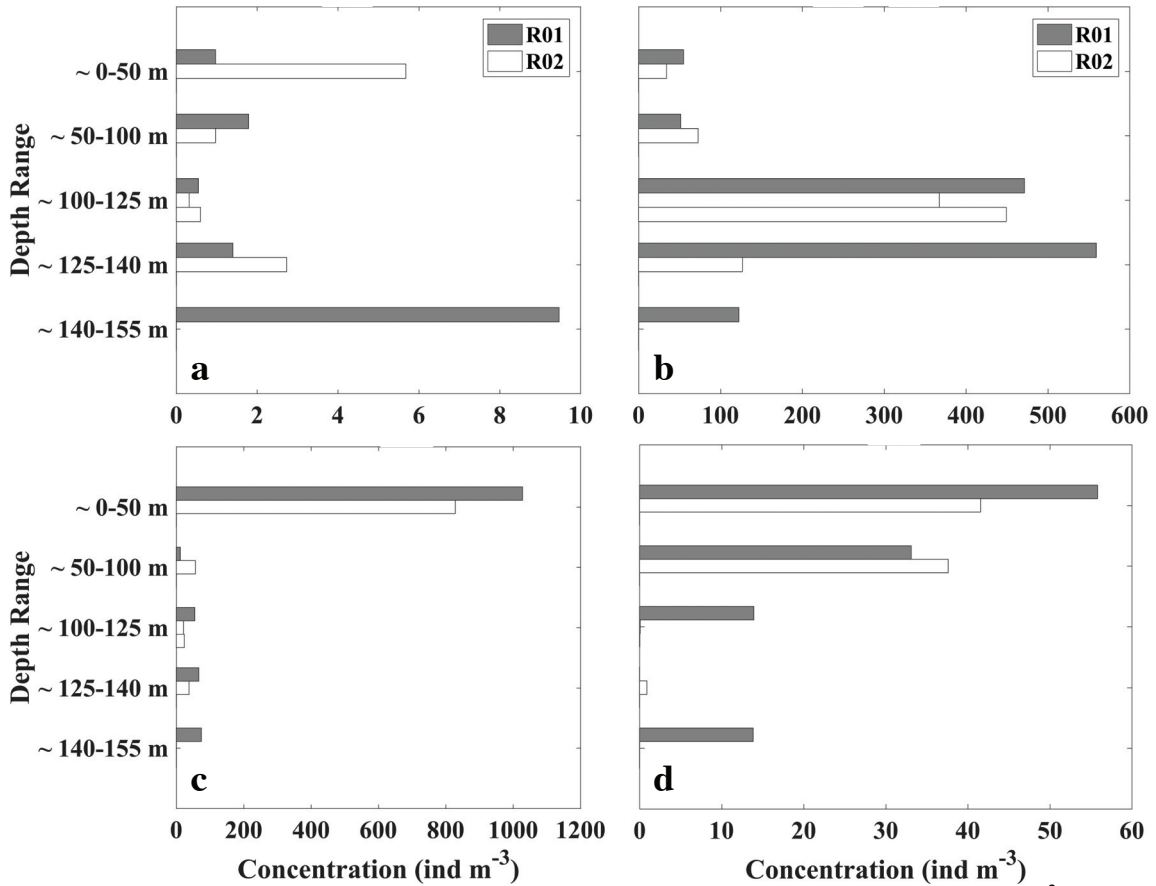 R01
R02
~ 0-50 m
~ 50-100 m
~ 100-125 m
~ 125-140 m
~ 140-155 m
Depth Range
a
0 2 4 6 8 10
R01
R02
b
0 100 200 300 400 500 600
~ 0-50 m
~ 50-100 m
~ 100-125 m
~ 125-140 m
~ 140-155 m
Depth Range
c
0 200 400 600 800 1000 1200
Concentration (ind m⁻³)
d
0 10 20 30 40 50 60
Concentration (ind m⁻³)